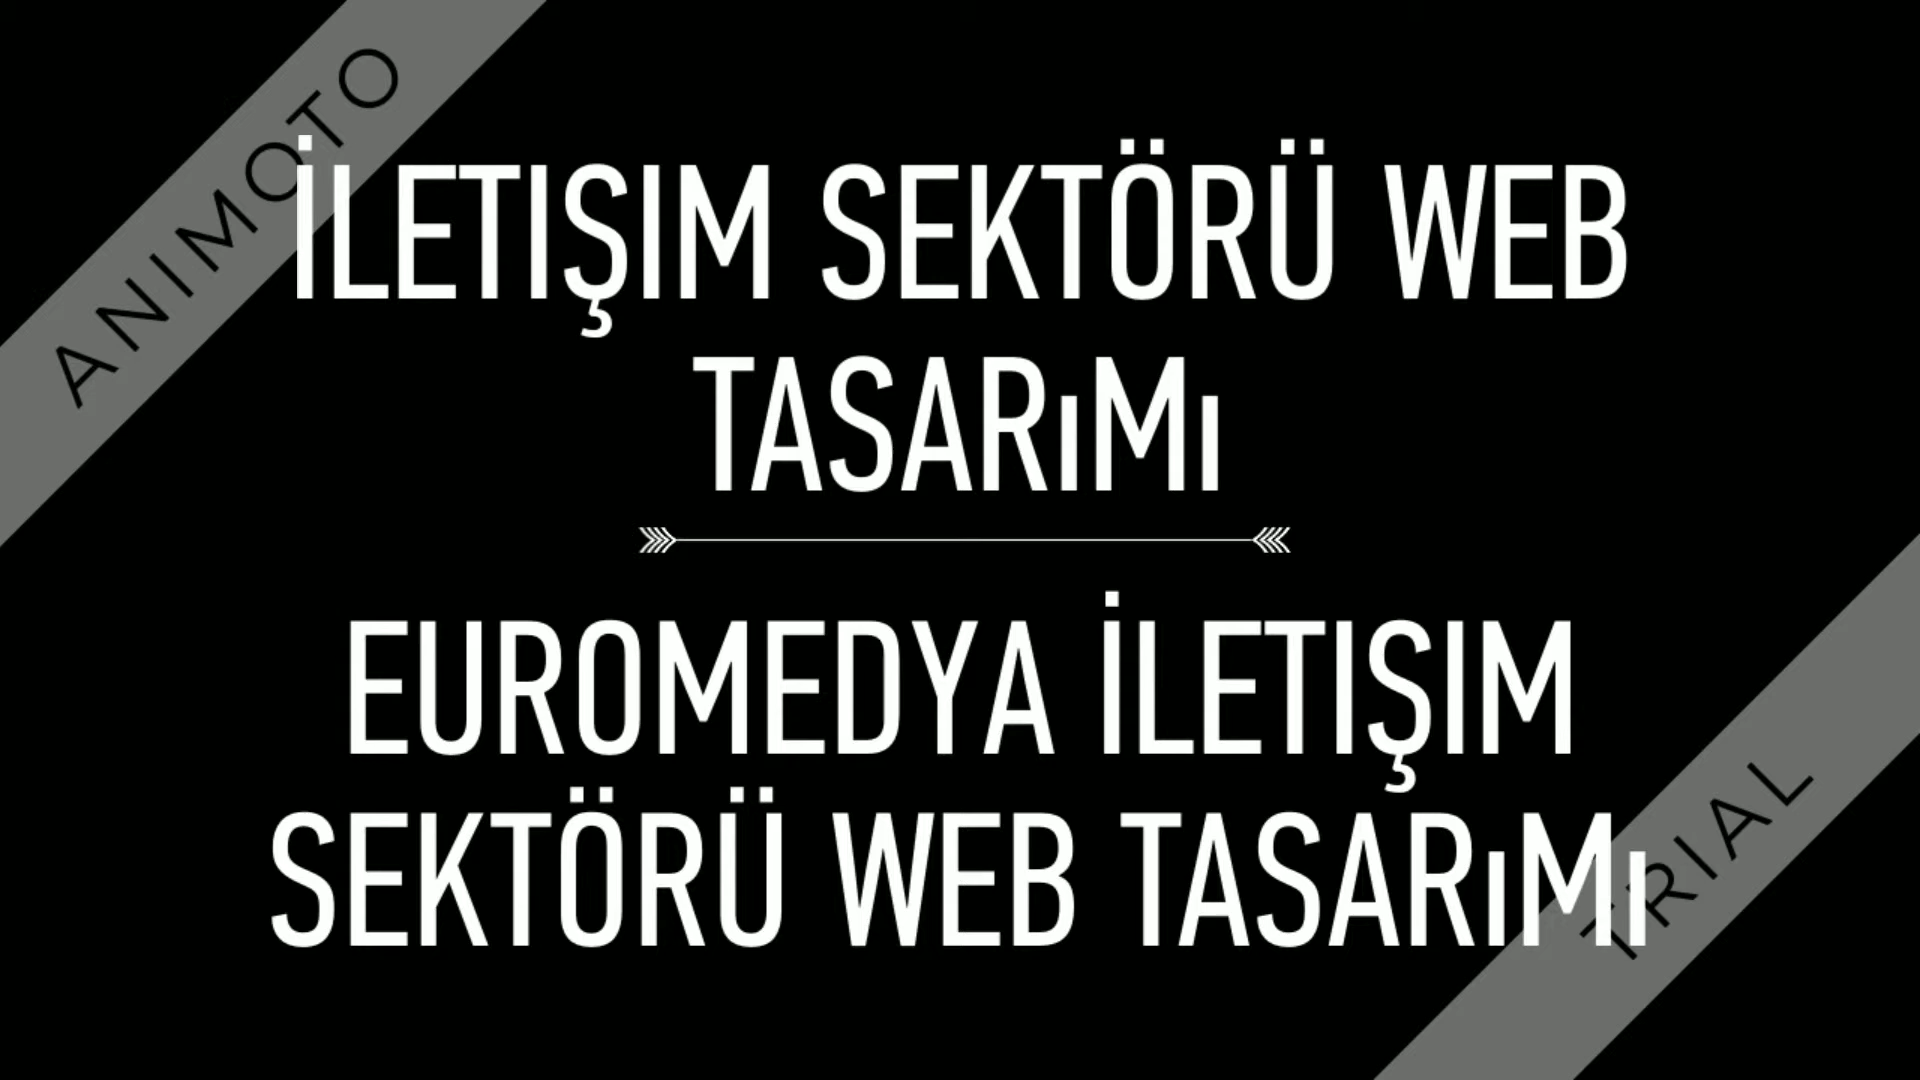 ANIMOTO
İLETIŞIM SEKTÖRÜ WEB
TASARıMı
EUROMEDYA İLETIŞIM
SEKTÖRÜ WEB TASARıMı
TRIAL